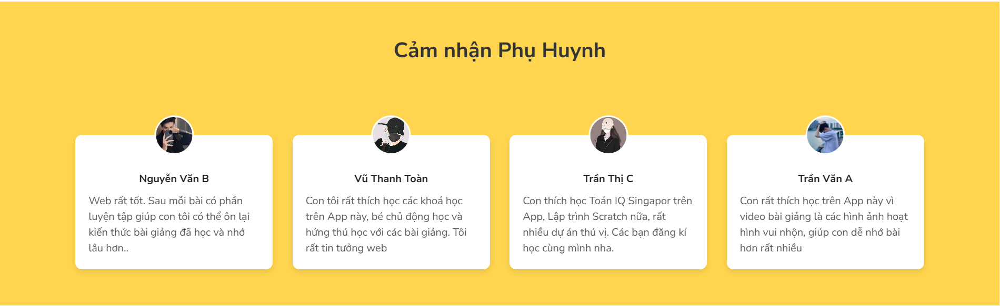 Cảm nhận Phụ Huynh
Nguyễn Văn B
Web rất tốt. Sau mỗi bài có phần
luyện tập giúp con tôi có thể ôn lại
kiến thức bài giảng đã học và nhớ
lâu hơn..
Vũ Thanh Toàn
Con tôi rất thích học các khoá học
trên App này, bé chủ động học và
hứng thú học với các bài giảng. Tôi
rất tin tưởng web
Trần Thị C
Con thích học Toán IQ Singapor trên
App, Lập trình Scratch nữa, rất
nhiều dự án thú vị. Các bạn đăng kí
học cùng mình nha.
Trần Văn A
Con rất thích học trên App này vì
video bài giảng là các hình ảnh hoạt
hình vui nhộn, giúp con dễ nhớ bài
hơn rất nhiều